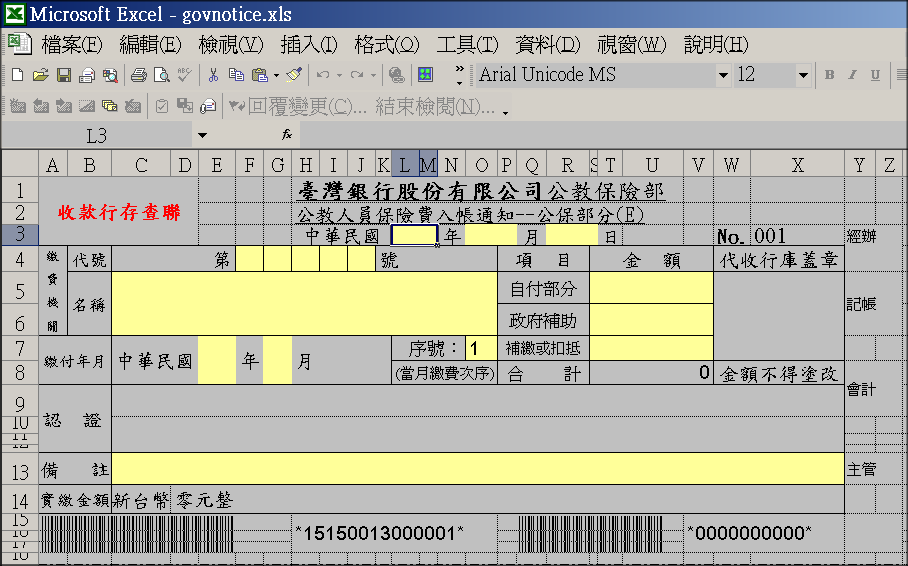 Microsoft Excel - govnotice.xls
檔案(F) 編輯(E) 檢視(V) 插入(I) 格式(O) 工具(T) 資料(D) 視窗(W) 說明(H)
Arial Unicode MS 12 B I U
回覆變更(C)... 結束檢閱(N)...
L3 fx
A B C D E F G H I J K L M N O P Q R S T U V W X Y Z
1 臺灣銀行股份有限公司公教保險部
收款行存查聯
2 公教人員保險費入帳通知--公保部分(E)
3 中華民國 年 月 日 No. 001 經辦
4 繳費機關 代號 第 號 項 目 金 額 代收行庫蓋章
5 名稱 自付部分 記帳
6 政府補助
7 繳付年月 中華民國 年 月 序號： 1 補繳或扣抵
8 (當月繳費次序) 合 計 0 金額不得塗改 會計
9
10 認 證
11
12
13 備 註 主管
14 實繳金額 新台幣 零元整
15
16 *15150013000001* *0000000000*
17
18